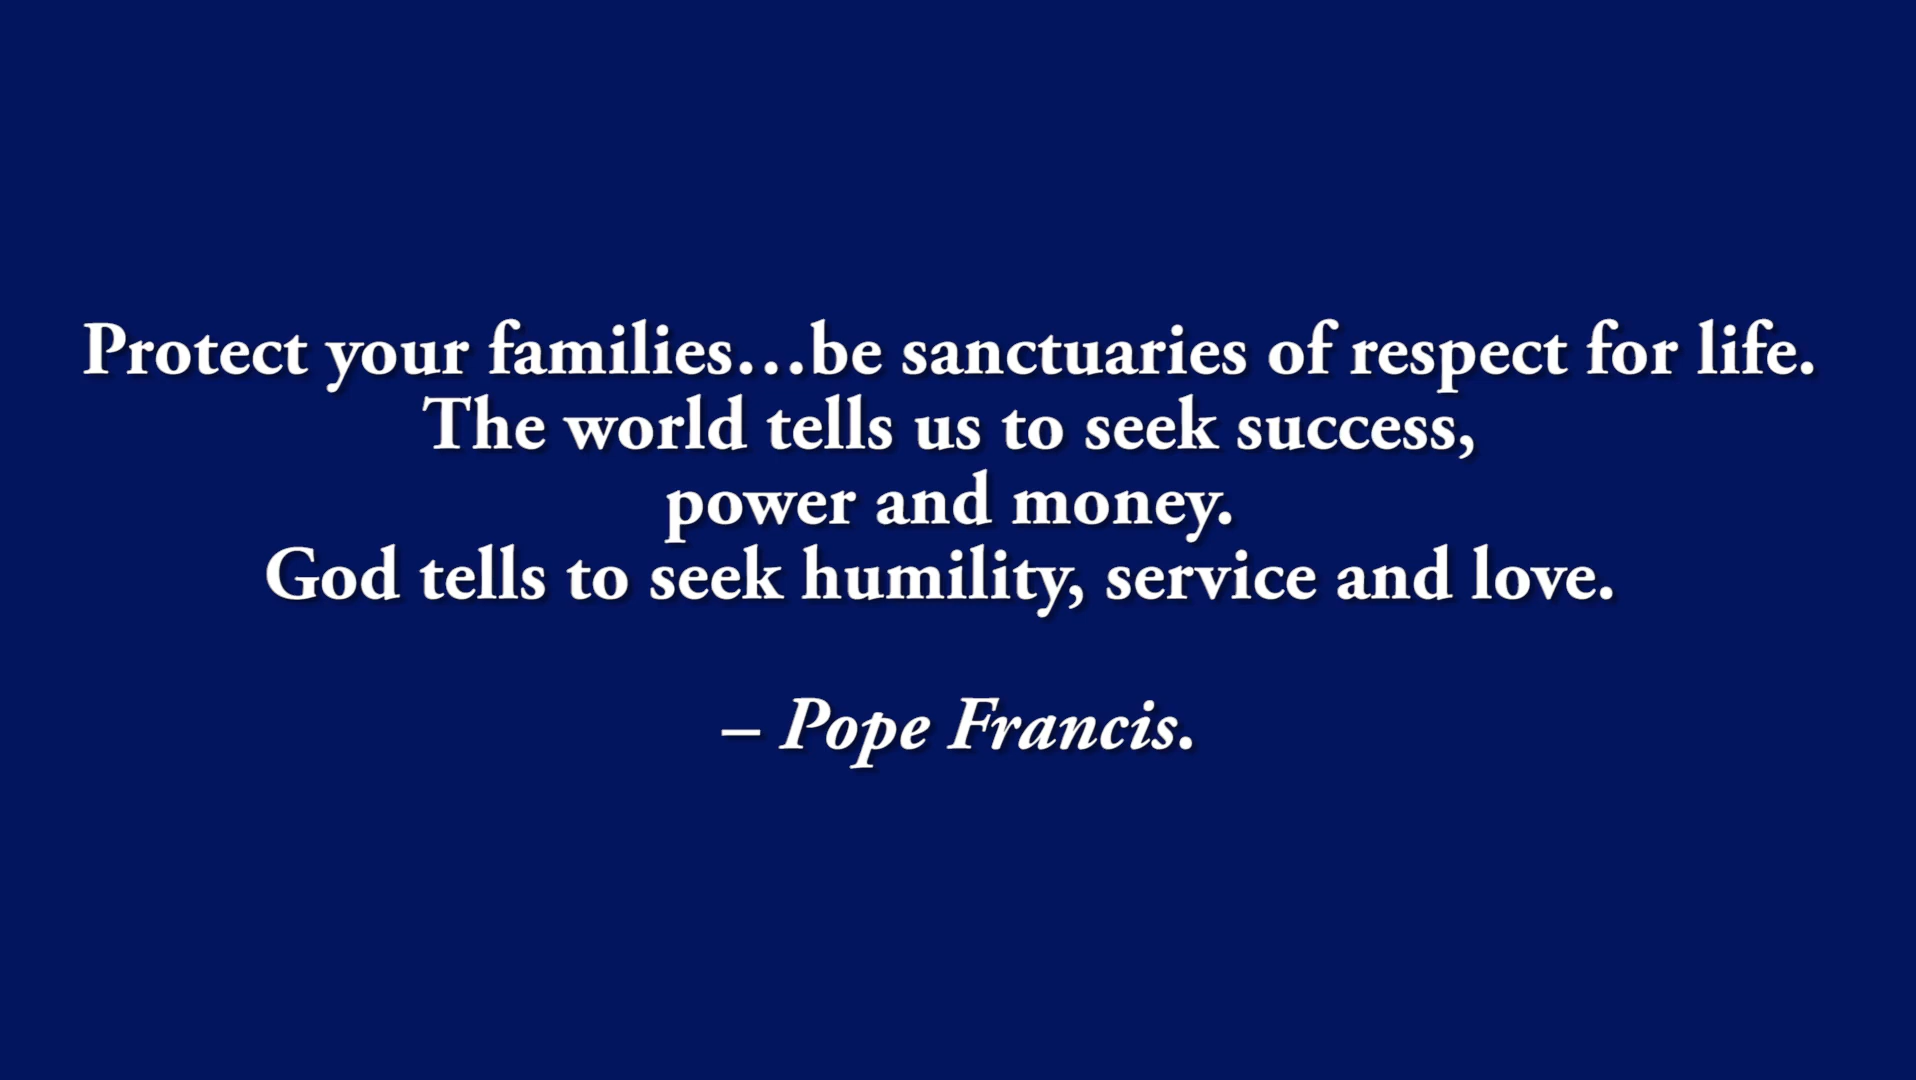 Protect your families…be sanctuaries of respect for life.
The world tells us to seek success,
power and money.
God tells to seek humility, service and love.
– Pope Francis.